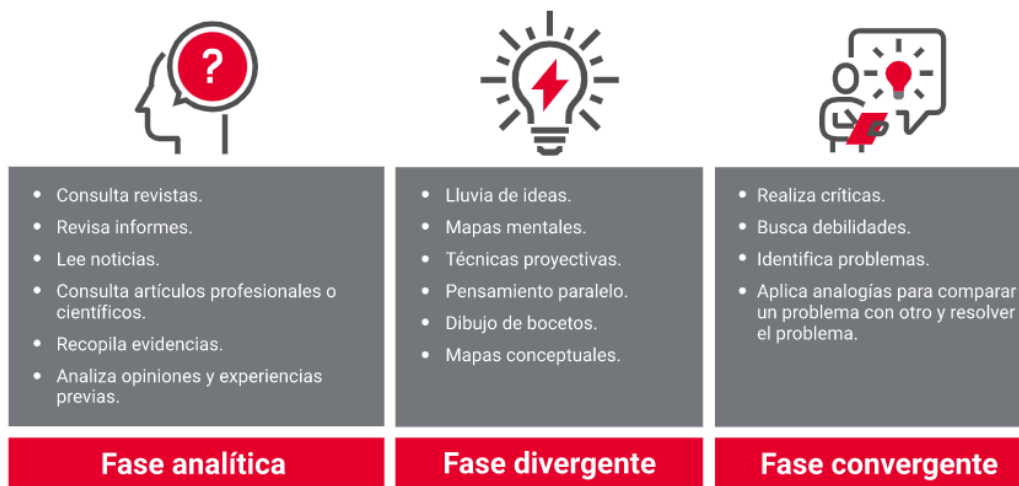 ?
• Consulta revistas.
• Revisa informes.
• Lee noticias.
• Consulta artículos profesionales o
científicos.
• Recopila evidencias.
• Analiza opiniones y experiencias
previas.
Fase analítica
• Lluvia de ideas.
• Mapas mentales.
• Técnicas proyectivas.
• Pensamiento paralelo.
• Dibujo de bocetos.
• Mapas conceptuales.
Fase divergente
• Realiza críticas.
• Busca debilidades.
• Identifica problemas.
• Aplica analogías para comparar
un problema con otro y resolver
el problema.
Fase convergente